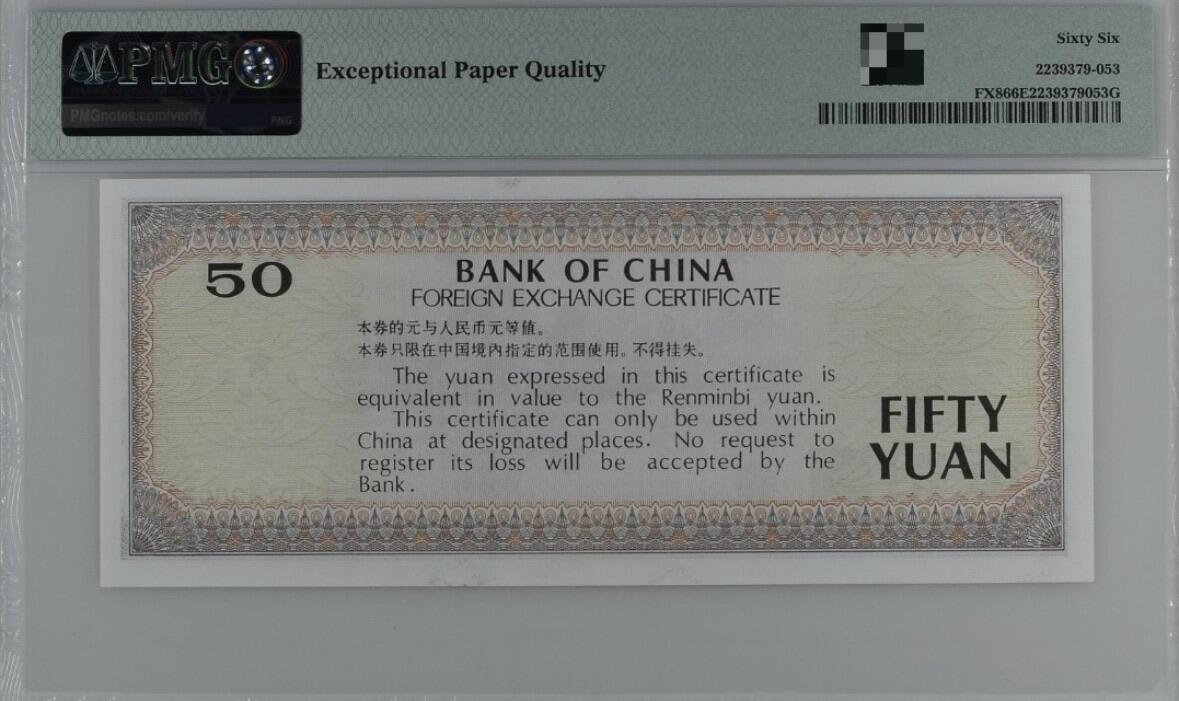 PMG
Exceptional Paper Quality
PMGnotes.com/verify
PNG
Sixty Six
2239379-053
FX866E2239379053G
50
BANK OF CHINA
FOREIGN EXCHANGE CERTIFICATE
本券的元与人民币元等值。
本券只限在中国境内指定的范围使用。不得挂失。
The yuan expressed in this certificate is
equivalent in value to the Renminbi yuan.
This certificate can only be used within
China at designated places. No request to
register its loss will be accepted by the
Bank.
FIFTY
YUAN